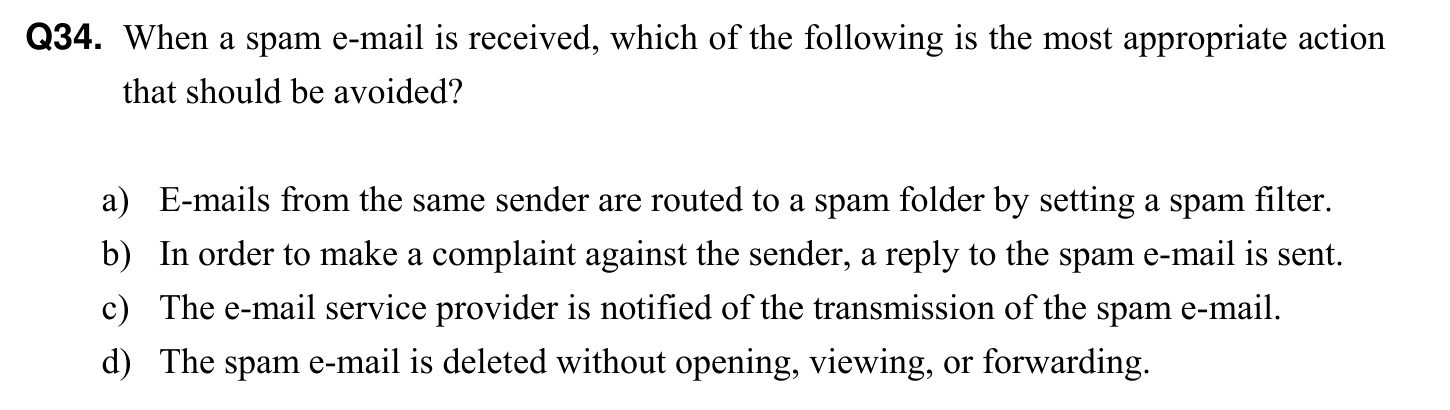 Q34. When a spam e-mail is received, which of the following is the most appropriate action
that should be avoided?
a) E-mails from the same sender are routed to a spam folder by setting a spam filter.
b) In order to make a complaint against the sender, a reply to the spam e-mail is sent.
c) The e-mail service provider is notified of the transmission of the spam e-mail.
d) The spam e-mail is deleted without opening, viewing, or forwarding.